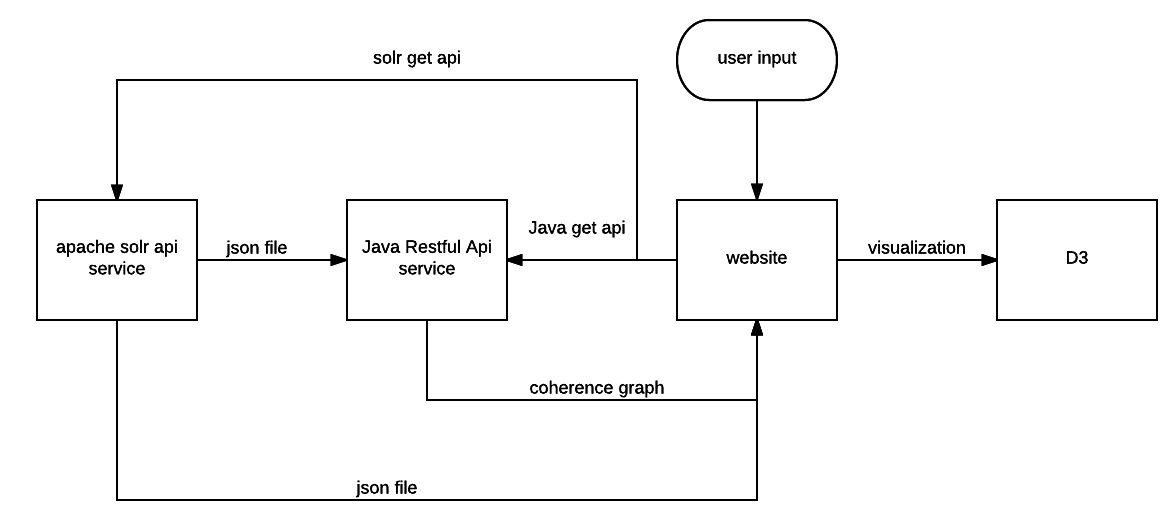 solr get api
user input
Java get api
apache solr api
service
json file
Java Restful Api
service
website
visualization
D3
coherence graph
json file